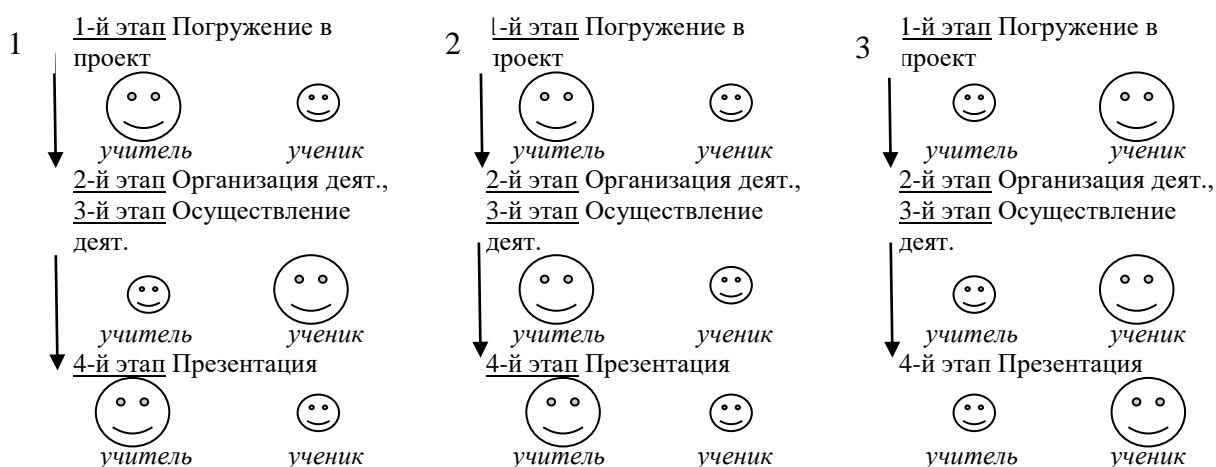 1
1-й этап Погружение в
проект
учитель ученик
2-й этап Организация деят.,
3-й этап Осуществление
деят.
учитель ученик
4-й этап Презентация
учитель ученик
2
1-й этап Погружение в
проект
учитель ученик
2-й этап Организация деят.,
3-й этап Осуществление
деят.
учитель ученик
4-й этап Презентация
учитель ученик
3
1-й этап Погружение в
проект
учитель ученик
2-й этап Организация деят.,
3-й этап Осуществление
деят.
учитель ученик
4-й этап Презентация
учитель ученик